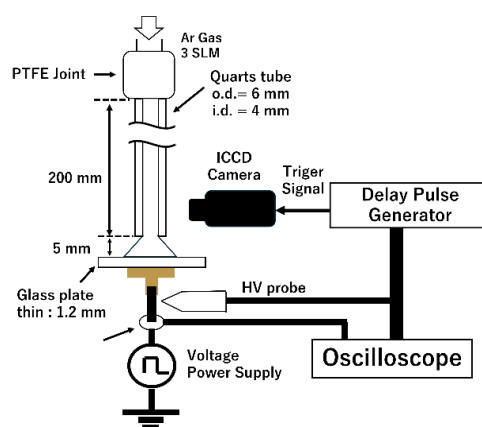 Ar Gas
3 SLM
PTFE Joint
Quarts tube
o.d.= 6 mm
i.d. = 4 mm
ICCD
Camera
Triger
Signal
200 mm
Delay Pulse
Generator
5 mm
Glass plate
thin : 1.2 mm
HV probe
Voltage
Power Supply
Oscilloscope